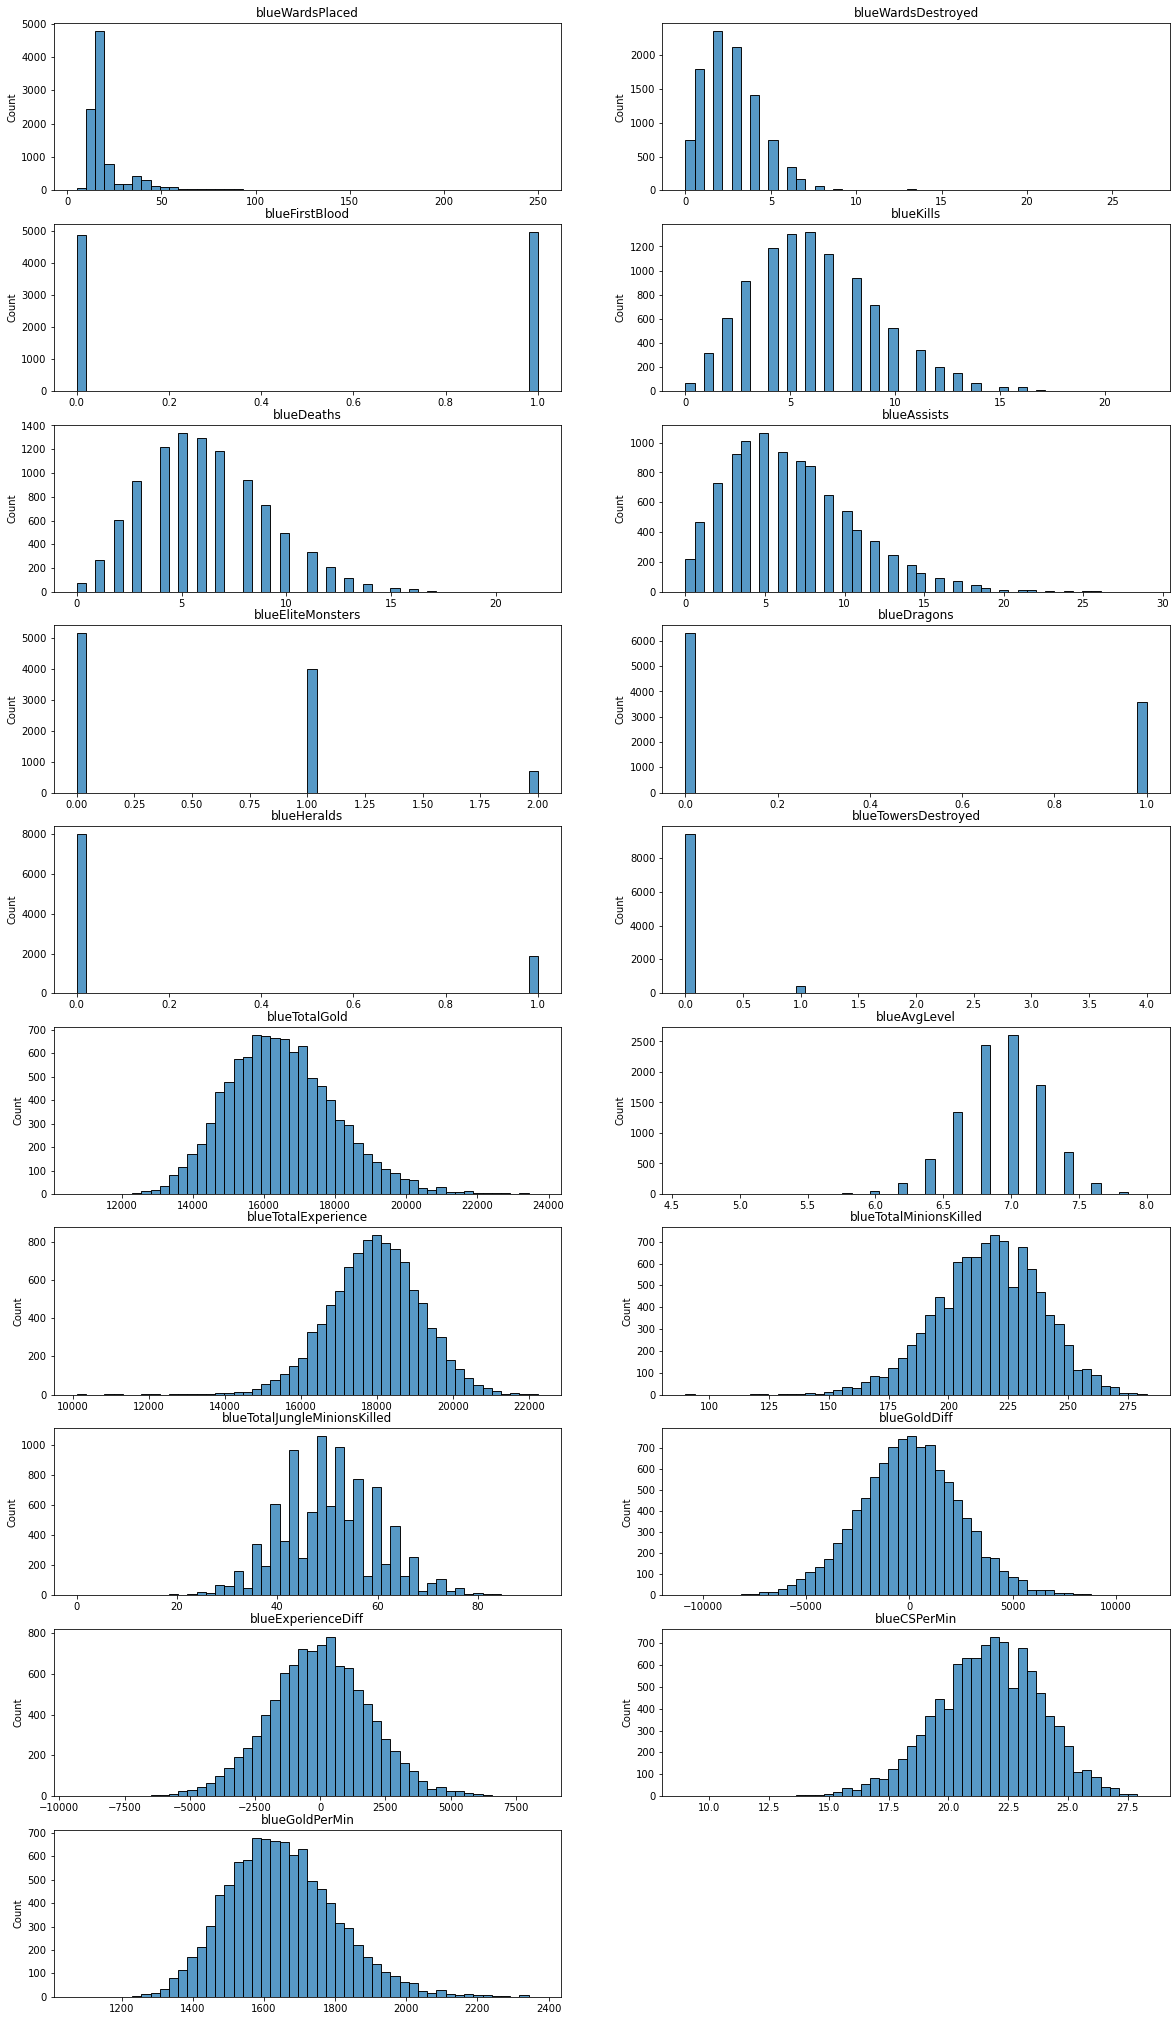 blueWardsPlaced
Count
5000
4000
3000
2000
1000
0
0 50 100 150 200 250
blueWardsDestroyed
Count
2000
1500
1000
500
0
0 5 10 15 20 25
blueFirstBlood
Count
5000
4000
3000
2000
1000
0
0.0 0.2 0.4 0.6 0.8 1.0
blueKills
Count
1200
1000
800
600
400
200
0
0 5 10 15 20
blueDeaths
Count
1400
1200
1000
800
600
400
200
0
0 5 10 15 20
blueAssists
Count
1000
800
600
400
200
0
0 5 10 15 20 25 30
blueEliteMonsters
Count
5000
4000
3000
2000
1000
0
0.00 0.25 0.50 0.75 1.00 1.25 1.50 1.75 2.00
blueDragons
Count
6000
5000
4000
3000
2000
1000
0
0.0 0.2 0.4 0.6 0.8 1.0
blueHeralds
Count
8000
6000
4000
2000
0
0.0 0.2 0.4 0.6 0.8 1.0
blueTowersDestroyed
Count
8000
6000
4000
2000
0
0.0 0.5 1.0 1.5 2.0 2.5 3.0 3.5 4.0
blueTotalGold
Count
700
600
500
400
300
200
100
0
12000 14000 16000 18000 20000 22000 24000
blueAvgLevel
Count
2500
2000
1500
1000
500
0
4.5 5.0 5.5 6.0 6.5 7.0 7.5 8.0
blueTotalExperience
Count
800
600
400
200
0
10000 12000 14000 16000 18000 20000 22000
blueTotalMinionsKilled
Count
700
600
500
400
300
200
100
0
100 125 150 175 200 225 250 275
blueTotalJungleMinionsKilled
Count
1000
800
600
400
200
0
0 20 40 60 80
blueGoldDiff
Count
700
600
500
400
300
200
100
0
−10000 −5000 0 5000 10000
blueExperienceDiff
Count
800
600
400
200
0
−10000 −7500 −5000 −2500 0 2500 5000 7500
blueCSPerMin
Count
700
600
500
400
300
200
100
0
10.0 12.5 15.0 17.5 20.0 22.5 25.0 27.5
blueGoldPerMin
Count
700
600
500
400
300
200
100
0
1200 1400 1600 1800 2000 2200 2400